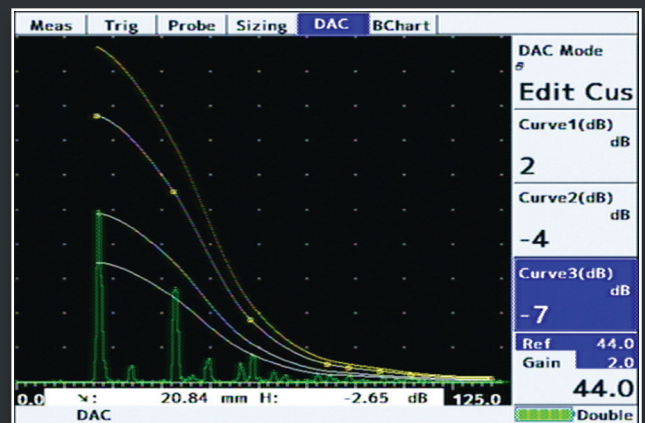 Meas Trig Probe Sizing DAC BChart
DAC Mode
Edit Cus
Curve1(dB)
dB
2
Curve2(dB)
dB
-4
Curve3(dB)
dB
-7
Ref 44.0
Gain 2.0
44.0
0.0 ↘: 20.84 mm H: -2.65 dB 125.0
DAC Double